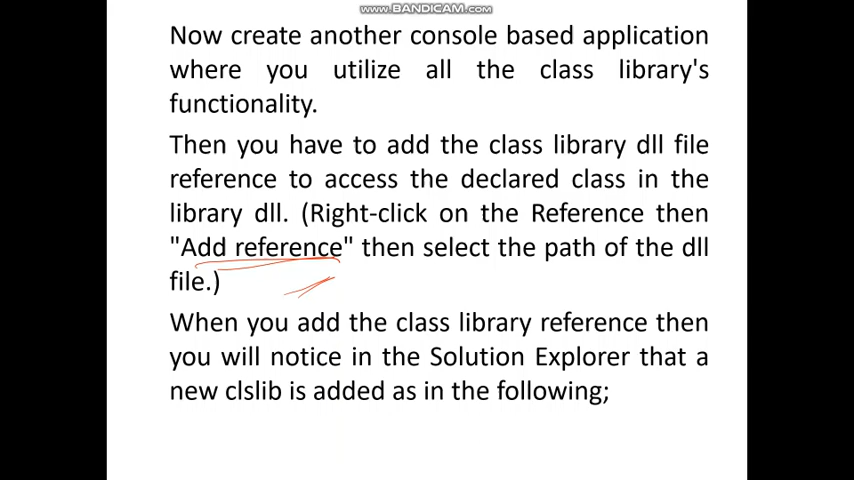 WWW.BANDICAM.COM
Now create another console based application
where you utilize all the class library's
functionality.
Then you have to add the class library dll file
reference to access the declared class in the
library dll. (Right-click on the Reference then
"Add reference" then select the path of the dll
file.)
When you add the class library reference then
you will notice in the Solution Explorer that a
new clslib is added as in the following;